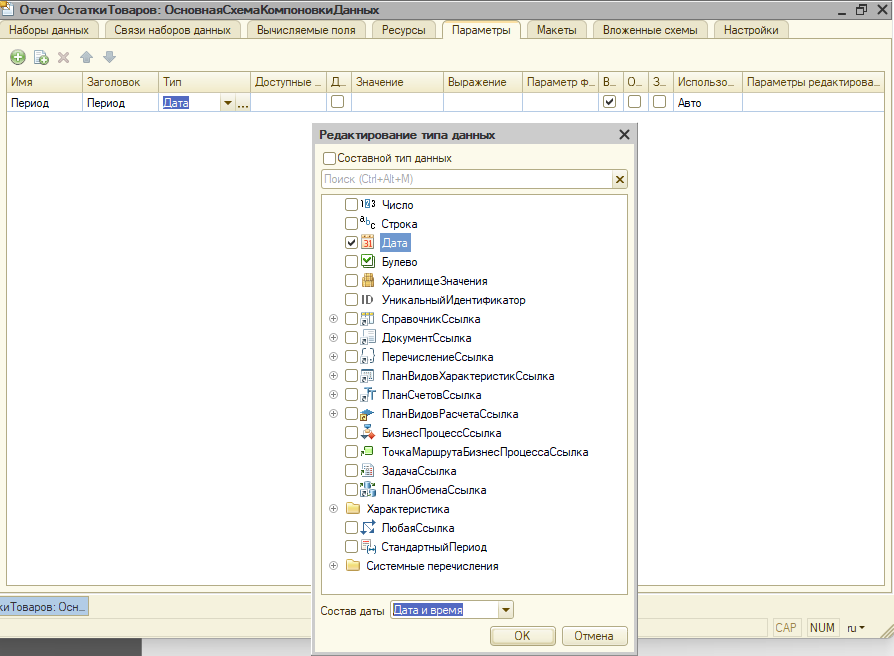 Отчет ОстаткиТоваров: ОсновнаяСхемаКомпоновкиДанных
Наборы данных Связи наборов данных Вычисляемые поля Ресурсы Параметры Макеты Вложенные схемы Настройки
Имя Заголовок Тип Доступные ... Д... Значение Выражение Параметр ф... В... О... З... Использо... Параметры редактирова...
Период Период Дата ... Авто
Редактирование типа данных
Составной тип данных
Поиск (Ctrl+Alt+M)
Число
Строка
31 Дата
Булево
ХранилищеЗначения
ID УникальныйИдентификатор
СправочникСсылка
ДокументСсылка
ПеречислениеСсылка
ПланВидовХарактеристикСсылка
ПланСчетовСсылка
ПланВидовРасчетаСсылка
БизнесПроцессСсылка
ТочкаМаршрутаБизнесПроцессаСсылка
ЗадачаСсылка
ПланОбменаСсылка
Характеристика
ЛюбаяСсылка
СтандартныйПериод
Системные перечисления
киТоваров: Осн...
Состав даты Дата и время
OK Отмена
CAP NUM ru